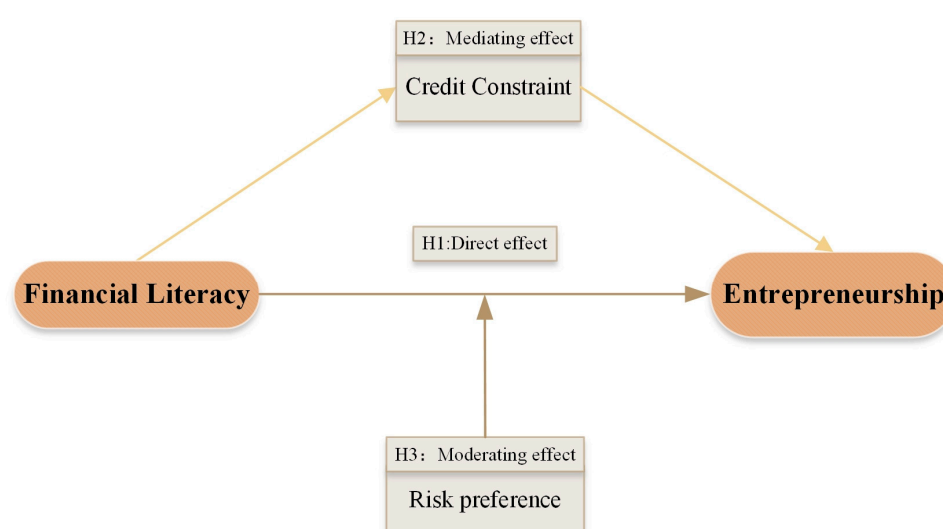 H2：Mediating effect
Credit Constraint
H1:Direct effect
Financial Literacy
Entrepreneurship
H3：Moderating effect
Risk preference